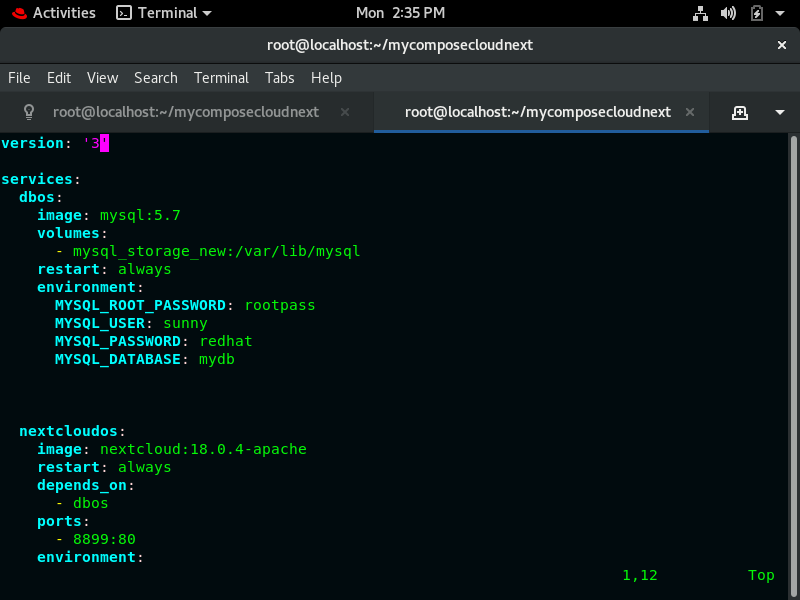 Activities Terminal Mon 2:35 PM
root@localhost:~/mycomposecloudnext ×
File Edit View Search Terminal Tabs Help
root@localhost:~/mycomposecloudnext × root@localhost:~/mycomposecloudnext ×
version: '3'
services:
  dbos:
    image: mysql:5.7
    volumes:
      - mysql_storage_new:/var/lib/mysql
    restart: always
    environment:
      MYSQL_ROOT_PASSWORD: rootpass
      MYSQL_USER: sunny
      MYSQL_PASSWORD: redhat
      MYSQL_DATABASE: mydb
  nextcloudos:
    image: nextcloud:18.0.4-apache
    restart: always
    depends_on:
      - dbos
    ports:
      - 8899:80
    environment:
1,12 Top